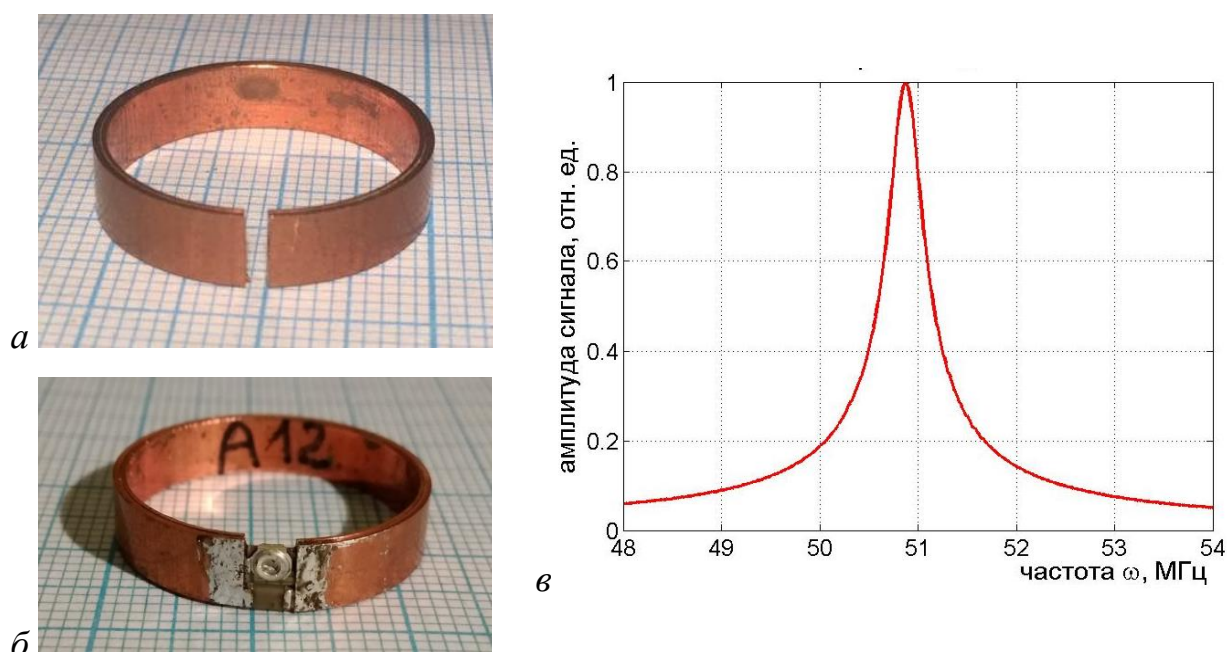 а
A12
б
амплитуда сигнала, отн. ед.
1
0.8
0.6
0.4
0.2
0
48 49 50 51 52 53 54
частота ω, МГц
в